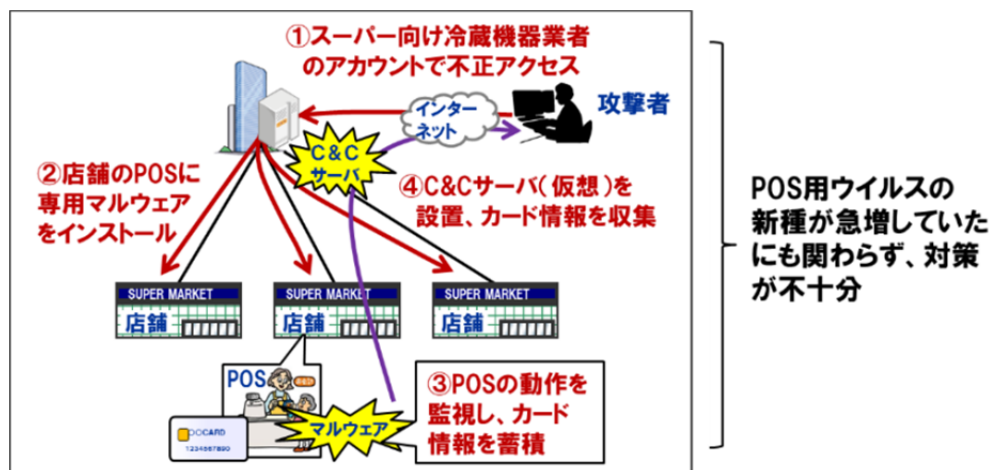 ①スーパー向け冷蔵機器業者
のアカウントで不正アクセス
インター
ネット
攻撃者
C&C
サーバ
②店舗のPOSに
専用マルウェア
をインストール
④C&Cサーバ(仮想)を
設置、カード情報を収集
POS用ウイルスの
新種が急増していた
にも関わらず、対策
が不十分
SUPER MARKET
店舗
SUPER MARKET
店舗
SUPER MARKET
店舗
POS
マルウェア
③POSの動作を
監視し、カード
情報を蓄積
CARD
1234567890